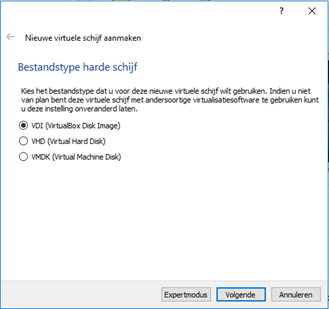 Nieuwe virtuele schijf aanmaken
Bestandstype harde schijf
Kies het bestandstype dat u voor deze nieuwe virtuele schijf wilt gebruiken. Indien u niet
van plan bent deze virtuele schijf met andersoortige virtualisatiesoftware te gebruiken kunt
u deze instelling onveranderd laten.
VDI (VirtualBox Disk Image)
VHD (Virtual Hard Disk)
VMDK (Virtual Machine Disk)
Expertmodus Volgende Annuleren